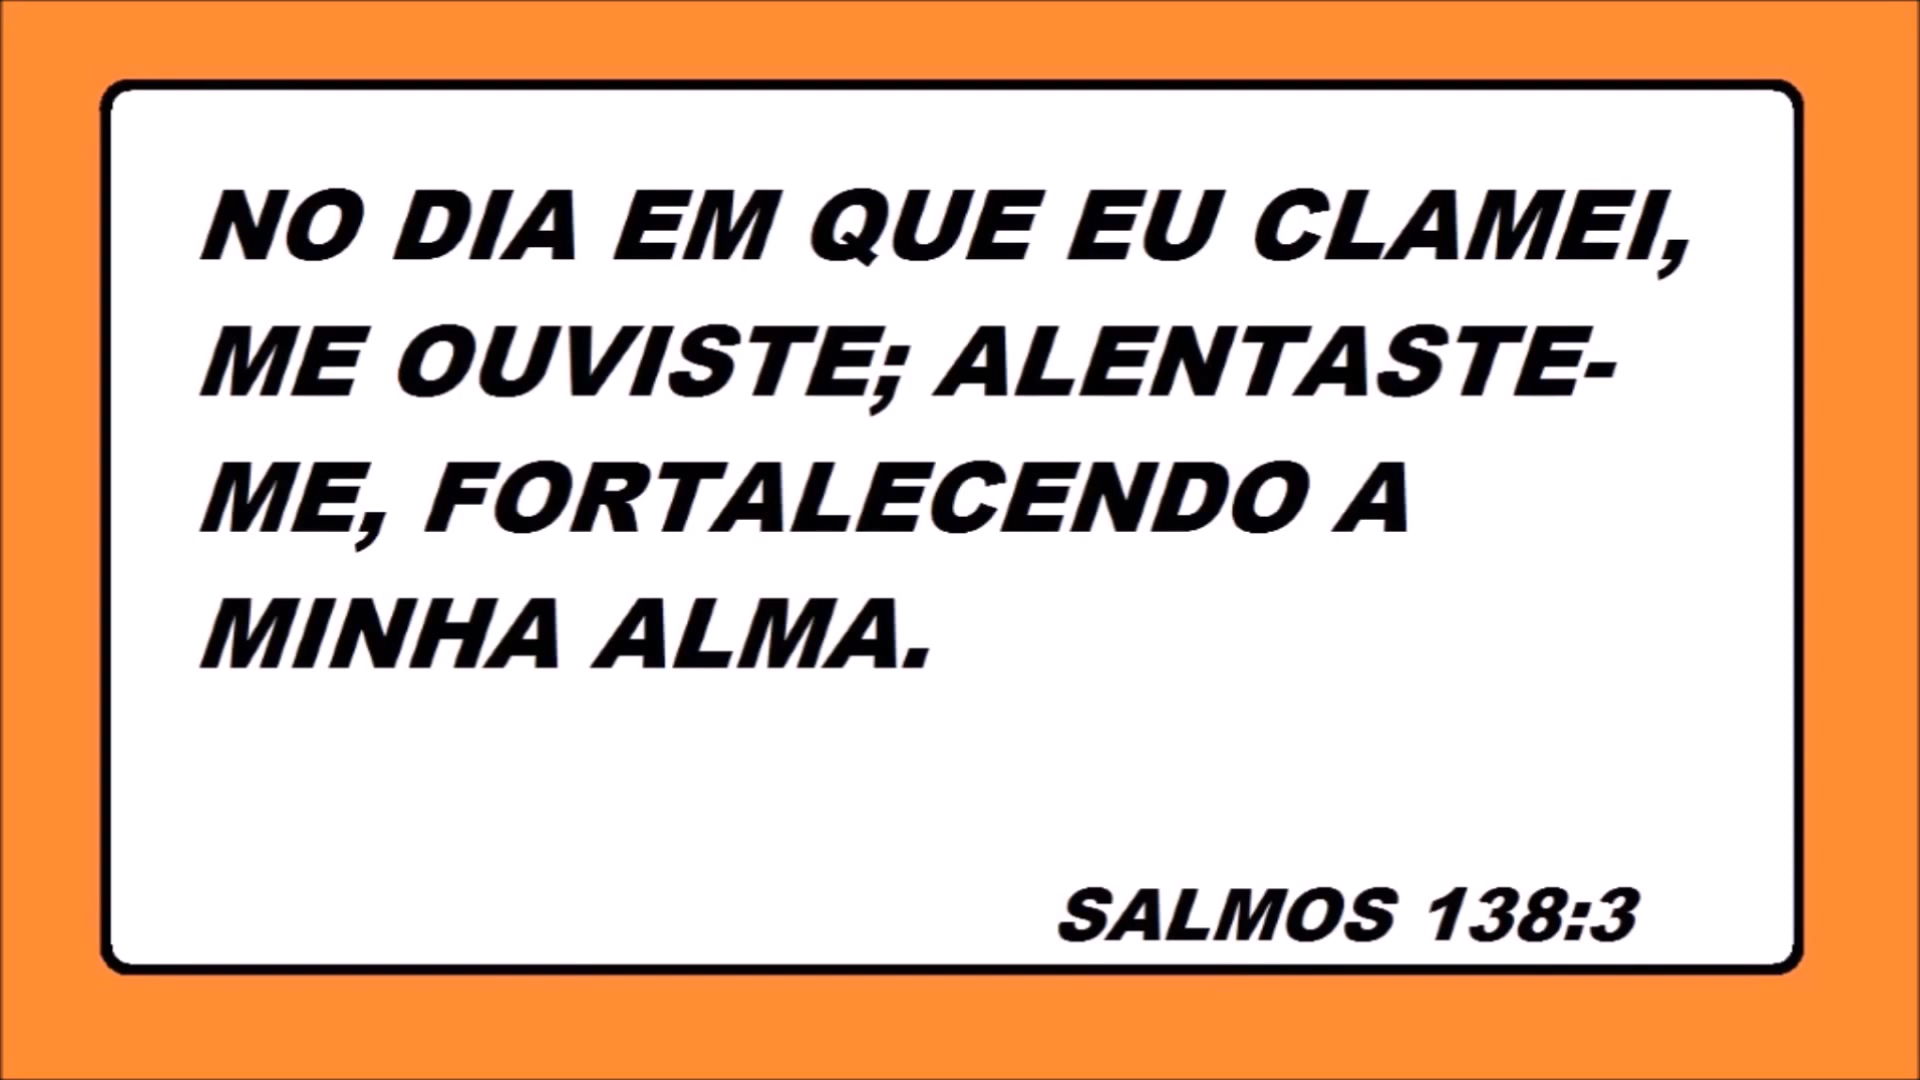 NO DIA EM QUE EU CLAMEI,
ME OUVISTE; ALENTASTE-
ME, FORTALECENDO A
MINHA ALMA.
SALMOS 138:3